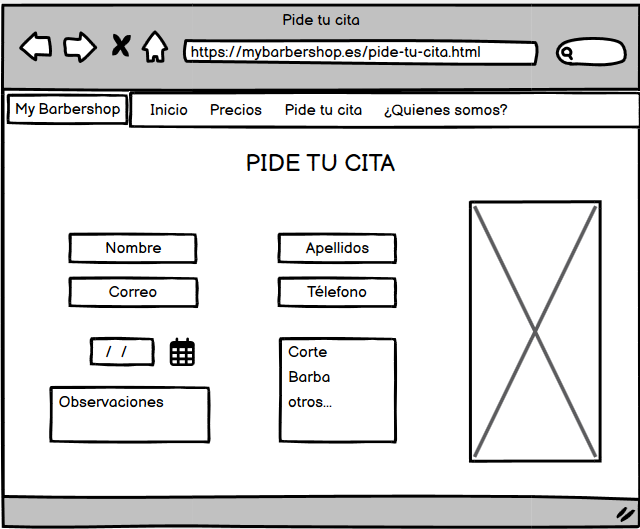 Pide tu cita
https://mybarbershop.es/pide-tu-cita.html
My Barbershop Inicio Precios Pide tu cita ¿Quienes somos?
PIDE TU CITA
Nombre Apellidos
Correo Télefono
/ /
Corte
Barba
otros...
Observaciones